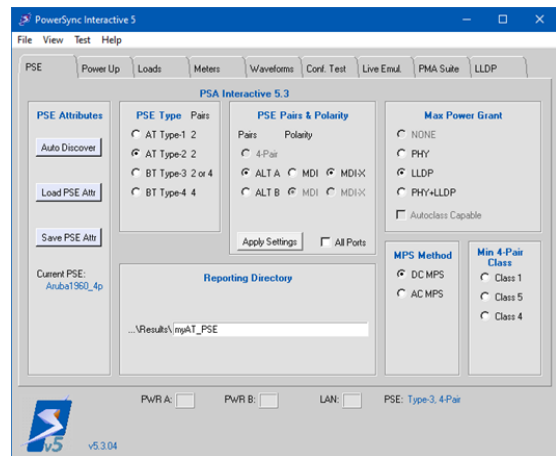 PowerSync Interactive 5
File View Test Help
PSE Power Up Loads Meters Waveforms Conf. Test Live Emul. PMA Suite LLDP
PSA Interactive 5.3
PSE Attributes
Auto Discover
Load PSE Attr
Save PSE Attr
Current PSE:
Aruba1960_4p
PSE Type Pairs
AT Type-1 2
AT Type-2 2
BT Type-3 2 or 4
BT Type-4 4
PSE Pairs & Polarity
Pairs Polarity
4-Pair
ALT A MDI MDI-X
ALT B MDI MDI-X
Apply Settings All Ports
Max Power Grant
NONE
PHY
LLDP
PHY+LLDP
Autoclass Capable
Reporting Directory
...\Results\ myAT_PSE
MPS Method
DC MPS
AC MPS
Min 4-Pair
Class
Class 1
Class 5
Class 4
PWR A: PWR B: LAN: PSE: Type-3, 4-Pair
v5 v5.3.04